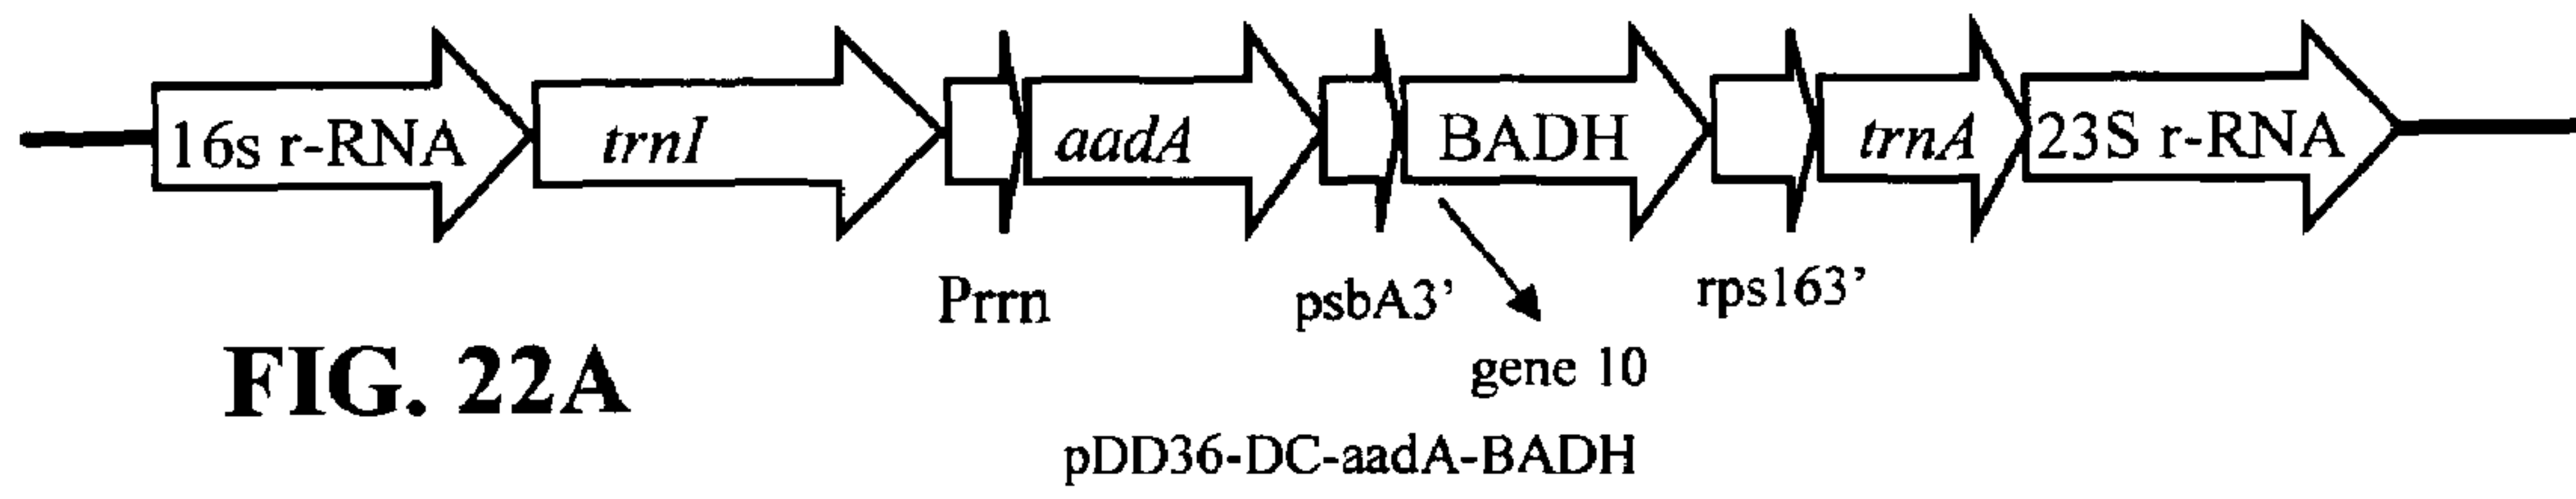 16s r-RNA trnI aadA BADH trnA 23S r-RNA
Prrn psbA3’ rps163’
gene 10
FIG. 22A
pDD36-DC-aadA-BADH